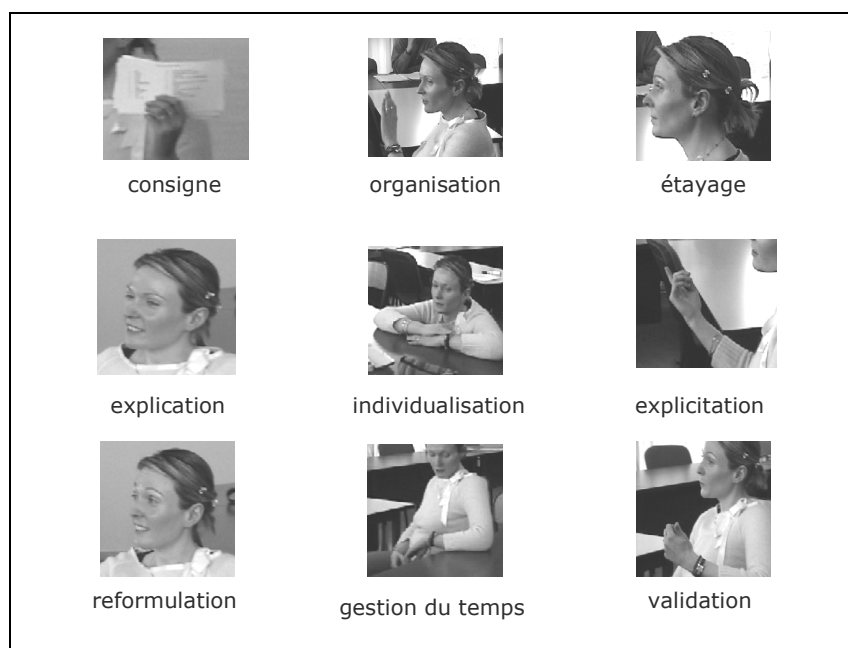 consigne
organisation
étayage
explication
individualisation
explicitation
reformulation
gestion du temps
validation